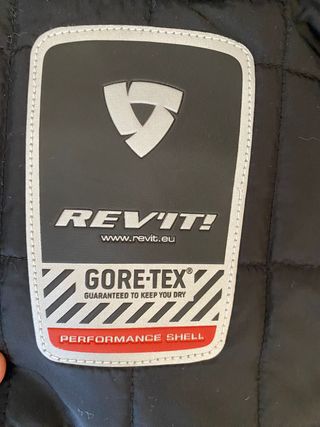 REV'IT!
www.revit.eu
GORE-TEX®
GUARANTEED TO KEEP YOU DRY
PERFORMANCE SHELL